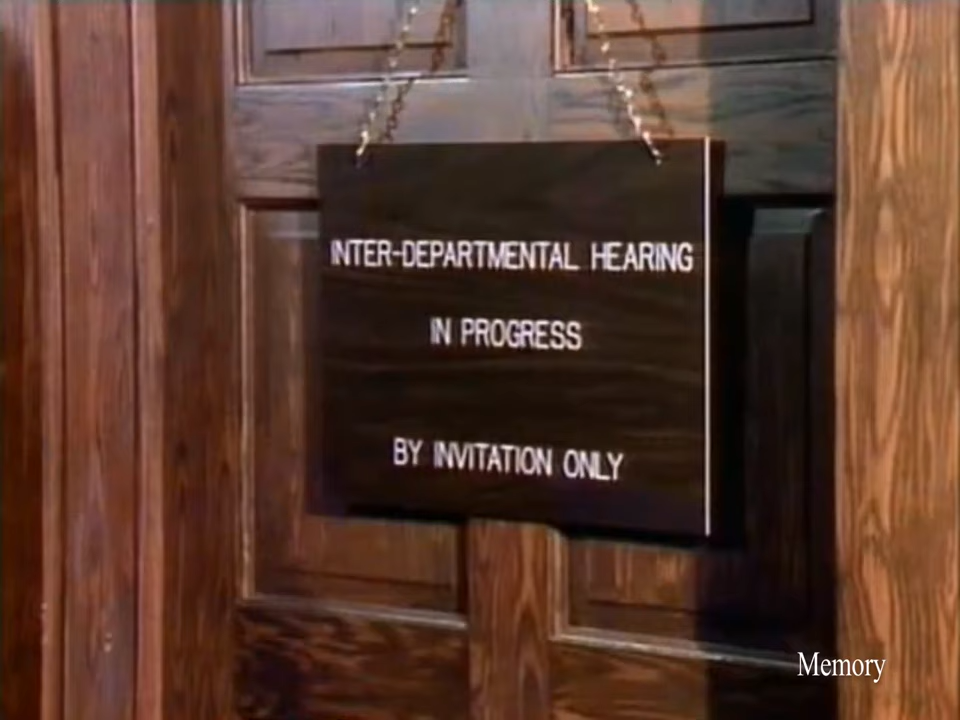 INTER-DEPARTMENTAL HEARING
IN PROGRESS
BY INVITATION ONLY
Memory